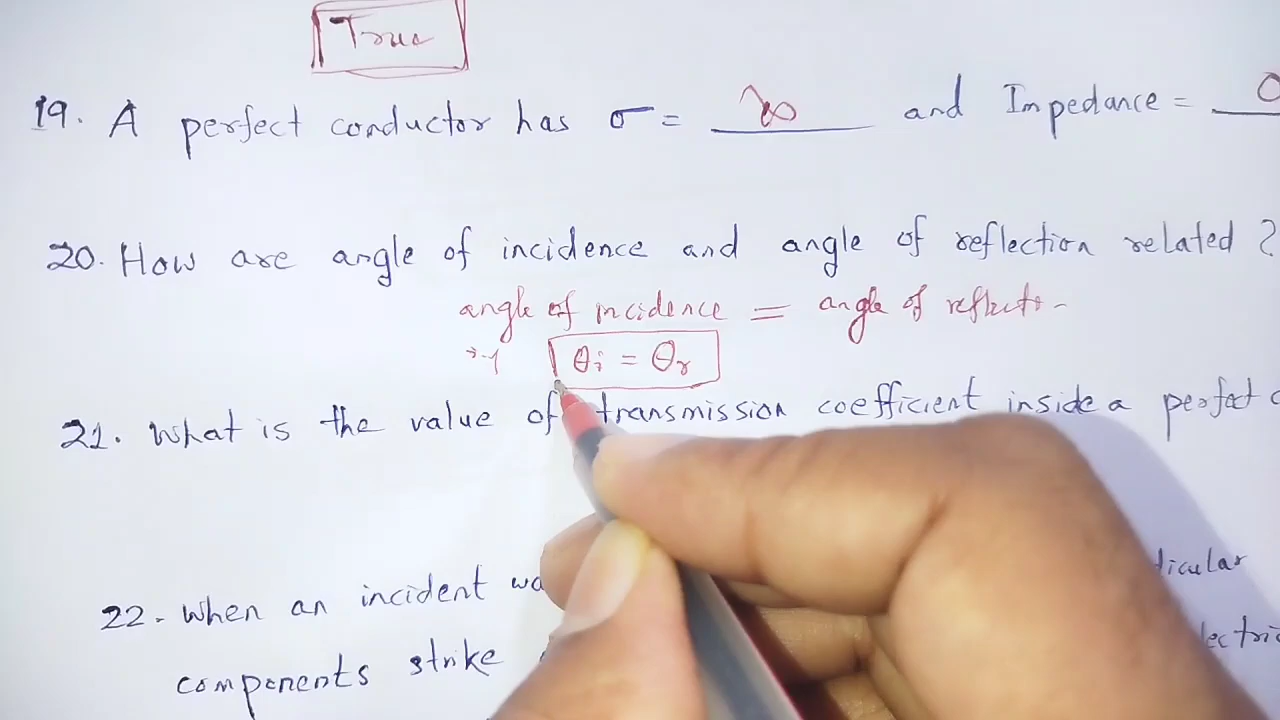 True
19. A perfect conductor has σ = ∞ and Impedance = 0
20. How are angle of incidence and angle of reflection related ?
angle of incidence = angle of
θi = θr
21. What is the value of transmission coefficient inside a perfect
22. When an incident
components strike